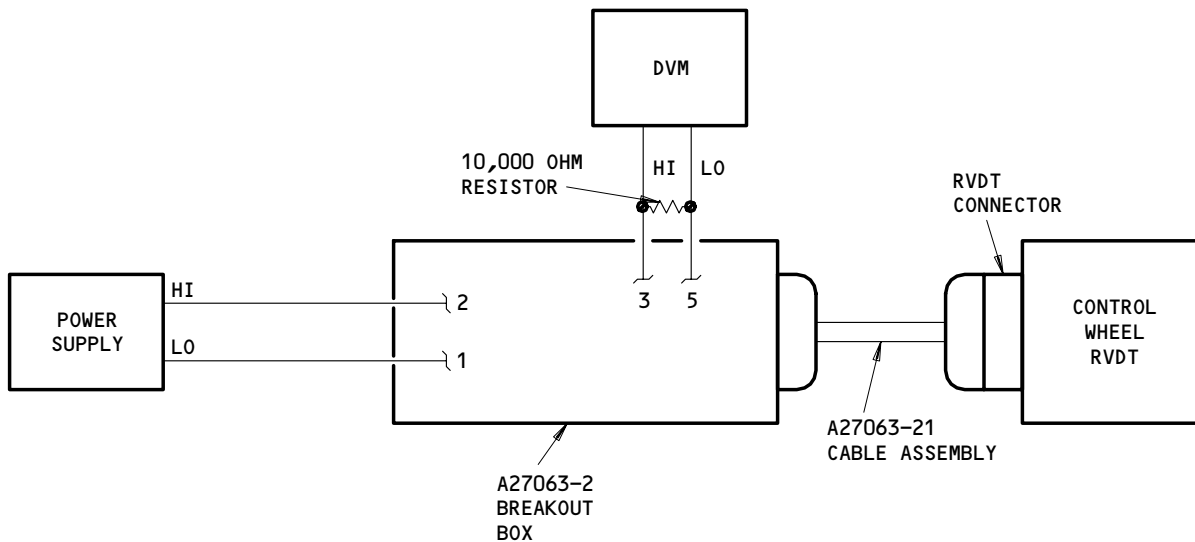 DVM
10,000 OHM
RESISTOR
HI
LO
RVDT
CONNECTOR
3
5
HI
2
POWER
SUPPLY
LO
1
CONTROL
WHEEL
RVDT
A27063-21
CABLE ASSEMBLY
A27063-2
BREAKOUT
BOX